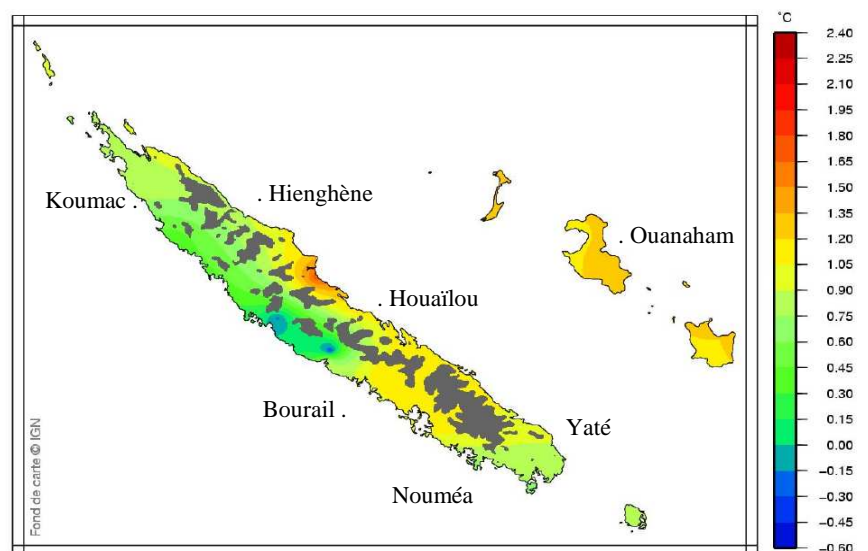 °C
2.40
2.25
2.10
1.95
1.80
1.65
1.50
1.35
1.20
1.05
0.90
0.75
0.60
0.45
0.30
0.15
0.00
-0.15
-0.30
-0.45
-0.60
Koumac .
. Hienghène
. Ouanaham
. Houaïlou
Bourail .
Yaté
Nouméa
Fond de carte © IGN